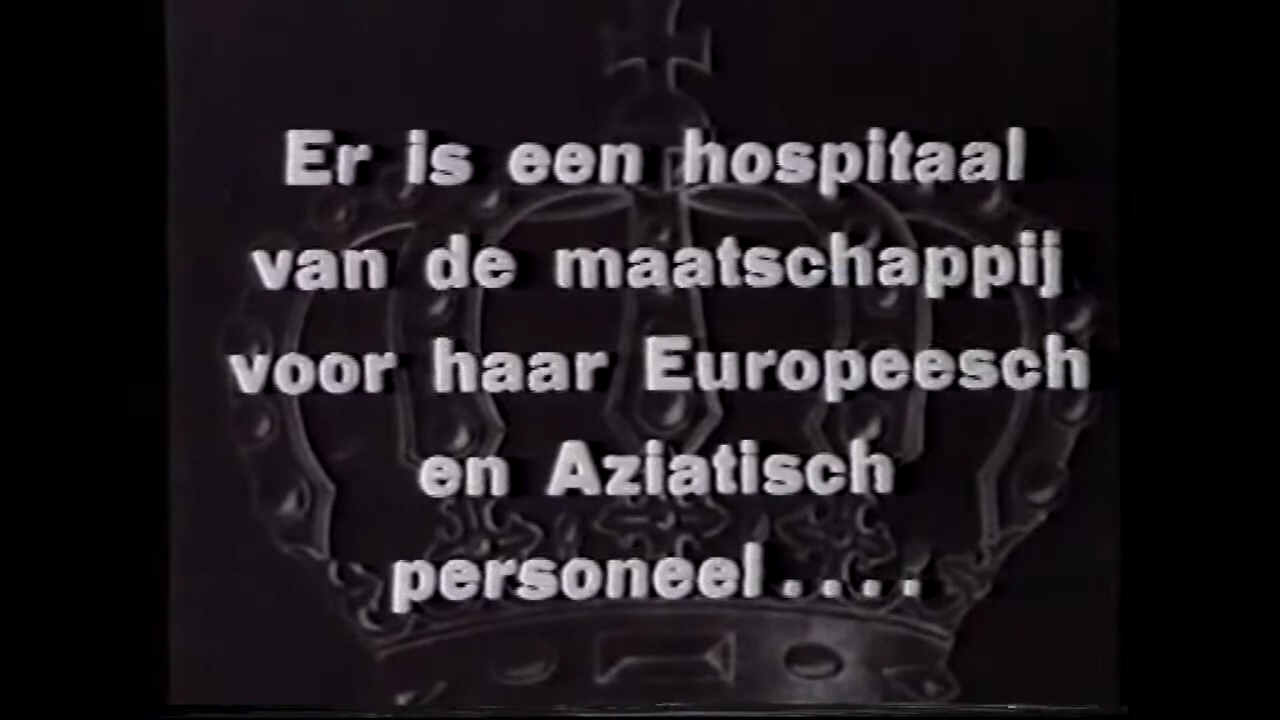 Er is een hospitaal
van de maatschappij
voor haar Europeesch
en Aziatisch
personeel....